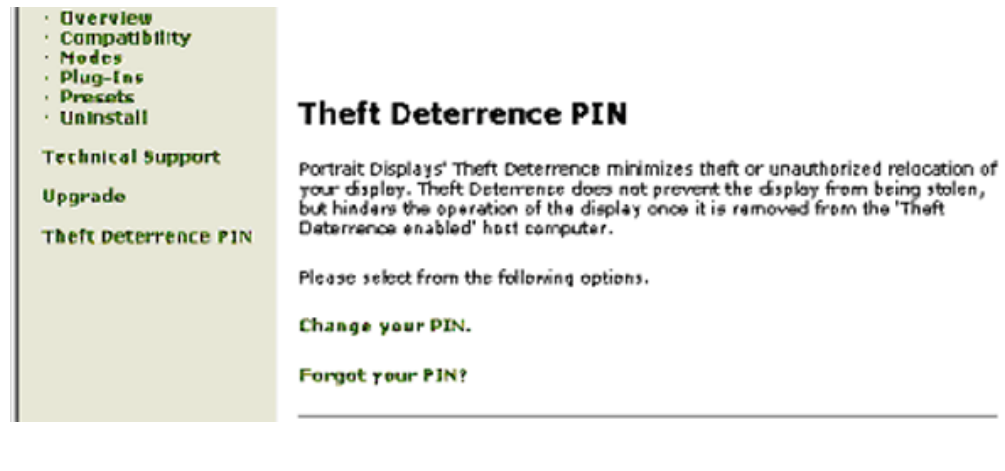 · Overview
· Compatibility
· Modes
· Plug-Ins
· Presets
· Uninstall
Technical Support
Upgrade
Theft Deterrence PIN
Theft Deterrence PIN
Portrait Displays' Theft Deterrence minimizes theft or unauthorized relocation of
your display. Theft Deterrence does not prevent the display from being stolen,
but hinders the operation of the display once it is removed from the 'Theft
Deterrence enabled' host computer.
Please select from the following options.
Change your PIN.
Forgot your PIN?